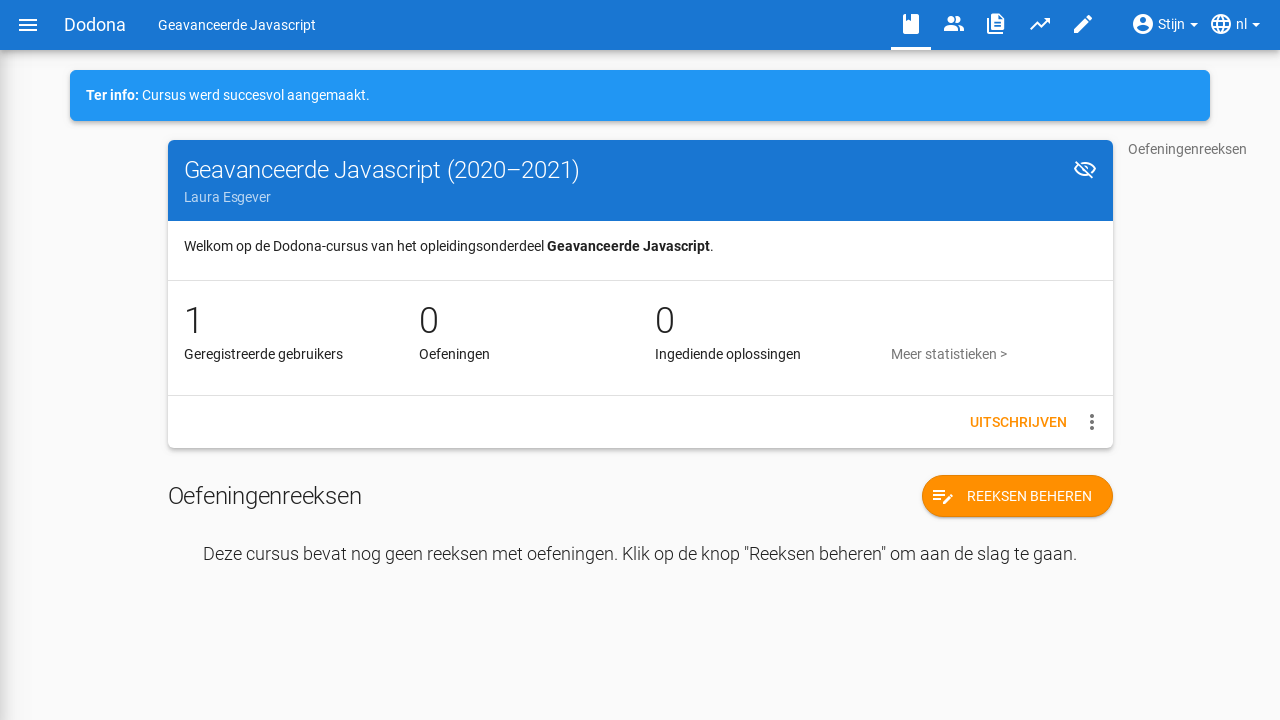 Dodona
Geavanceerde Javascript
Stijn
nl
Ter info: Cursus werd succesvol aangemaakt.
Geavanceerde Javascript (2020–2021)
Laura Esgever
Oefeningenreeksen
Welkom op de Dodona-cursus van het opleidingsonderdeel Geavanceerde Javascript.
1
Geregistreerde gebruikers
0
Oefeningen
0
Ingediende oplossingen
Meer statistieken >
UITSCHRIJVEN
Oefeningenreeksen
REEKSEN BEHEREN
Deze cursus bevat nog geen reeksen met oefeningen. Klik op de knop "Reeksen beheren" om aan de slag te gaan.